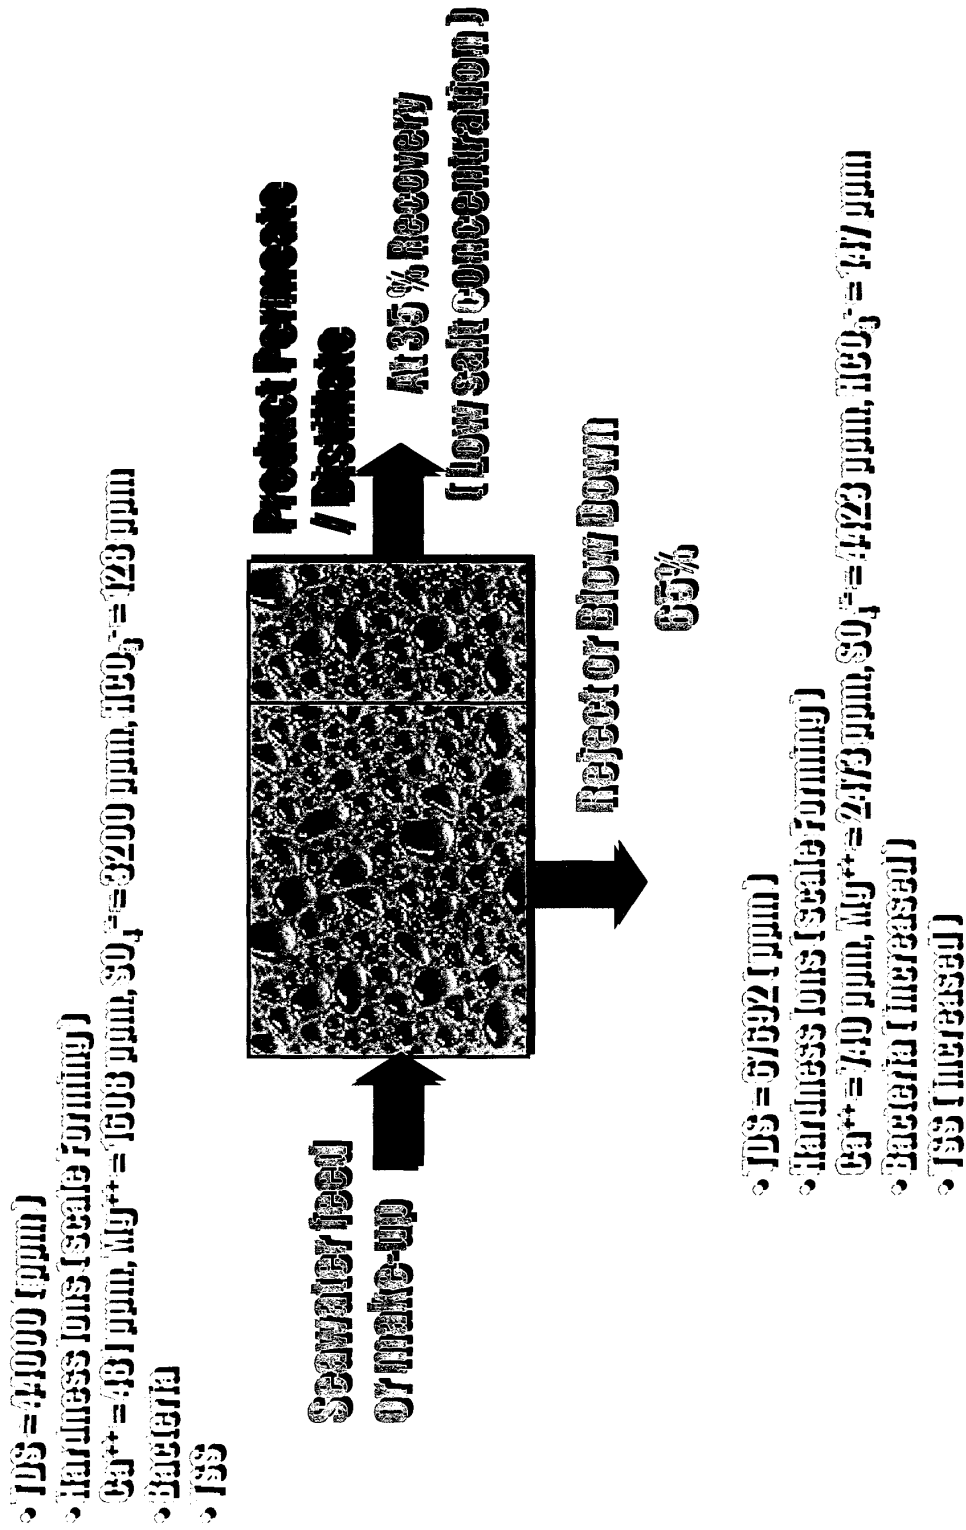 • TDS = 44000 (ppm)
• Hardness Ions (scale Forming)
Ca⁺⁺ = 481 ppm, Mg⁺⁺ = 1608 ppm, SO₄⁼ = 3200 ppm, HCO₃⁻ = 128 ppm
• Bacteria
• TSS
Seawater feed
or make-up
Product Permeate
/ Distillate
At 35 % Recovery
( Low salt concentration )
Reject or Blow Down
65%
• TDS = 67692 (ppm)
• Hardness Ions (scale Forming)
Ca⁺⁺ = 740 ppm, Mg⁺⁺ = 2473 ppm, SO₄⁼ = 4923 ppm, HCO₃⁻ = 147 ppm
• Bacteria ( Increased )
• TSS ( Increased )